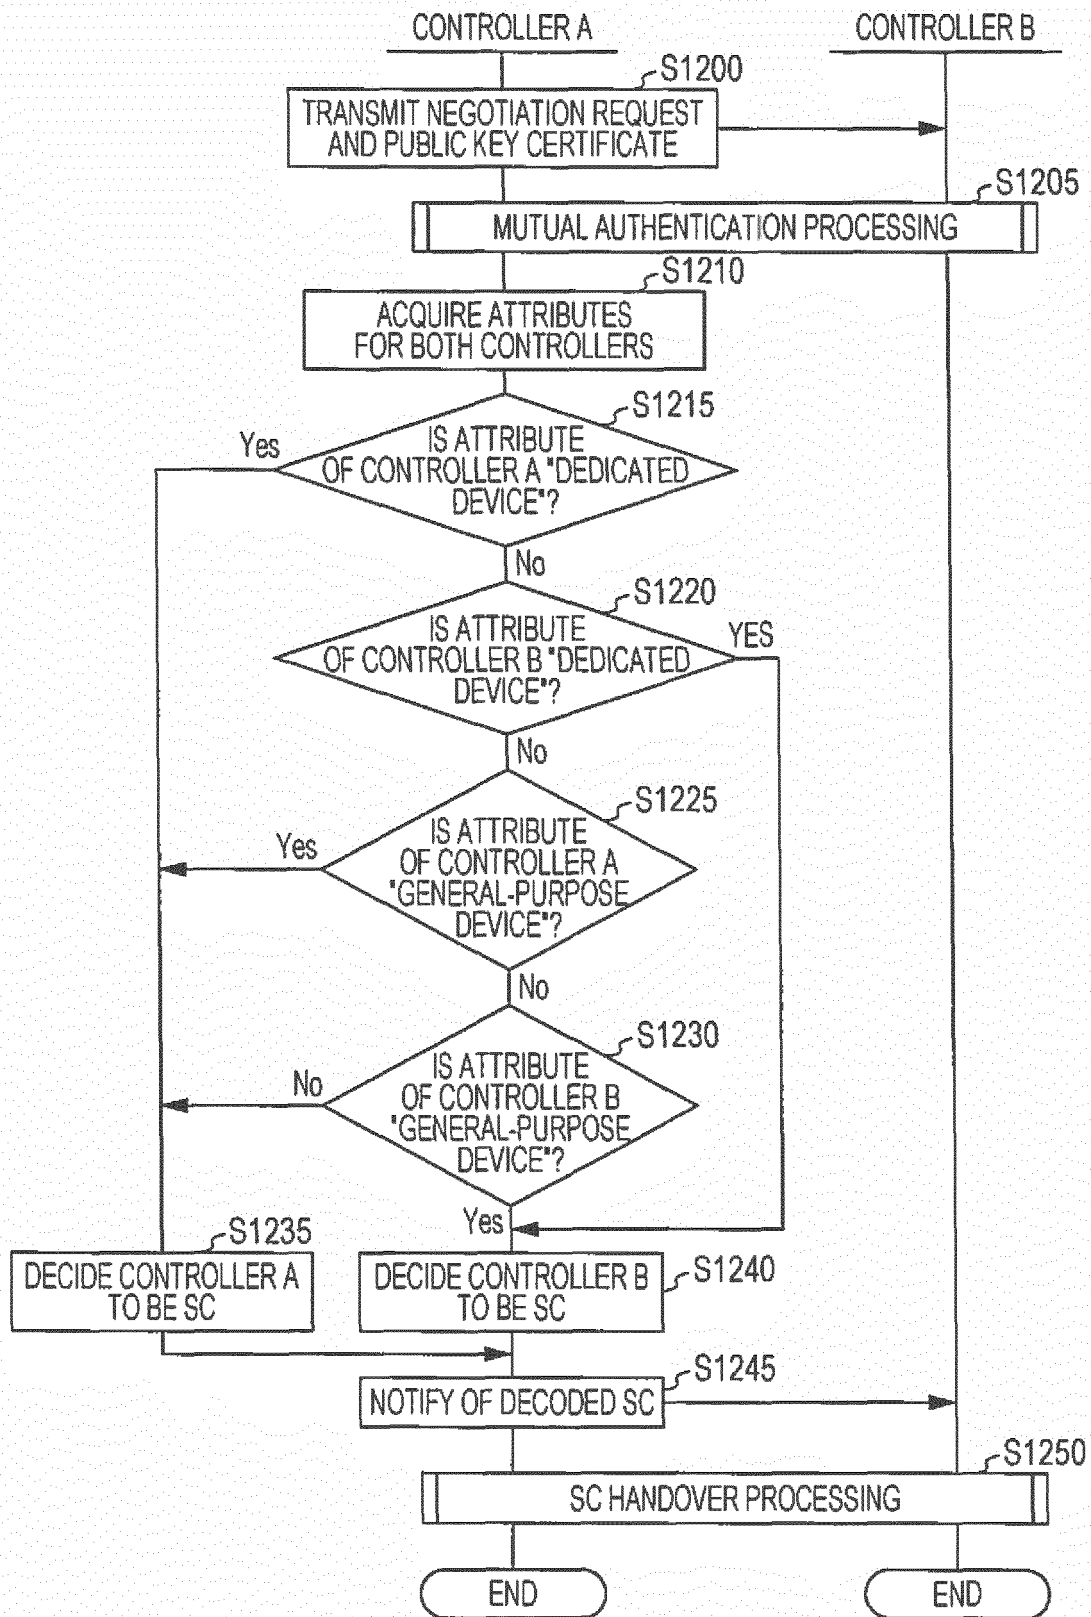 CONTROLLER A
CONTROLLER B
S1200
TRANSMIT NEGOTIATION REQUEST
AND PUBLIC KEY CERTIFICATE
S1205
MUTUAL AUTHENTICATION PROCESSING
S1210
ACQUIRE ATTRIBUTES
FOR BOTH CONTROLLERS
S1215
Yes
IS ATTRIBUTE
OF CONTROLLER A "DEDICATED
DEVICE"?
No
S1220
IS ATTRIBUTE
OF CONTROLLER B "DEDICATED
DEVICE"?
YES
No
S1225
Yes
IS ATTRIBUTE
OF CONTROLLER A
"GENERAL-PURPOSE
DEVICE"?
No
S1230
No
IS ATTRIBUTE
OF CONTROLLER B
"GENERAL-PURPOSE
DEVICE"?
Yes
S1235
DECIDE CONTROLLER A
TO BE SC
DECIDE CONTROLLER B
TO BE SC
S1240
S1245
NOTIFY OF DECODED SC
S1250
SC HANDOVER PROCESSING
END
END